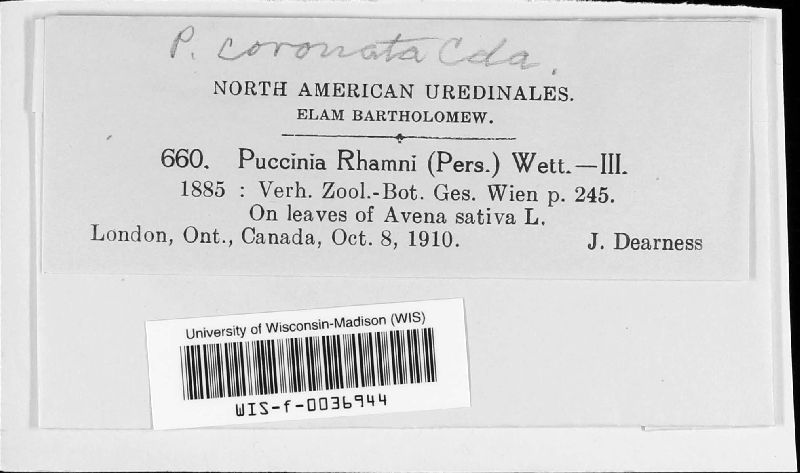 P. coronata Cda.
NORTH AMERICAN UREDINALES.
ELAM BARTHOLOMEW.
660. Puccinia Rhamni (Pers.) Wett.—III.
1885 : Verh. Zool.-Bot. Ges. Wien p. 245.
On leaves of Avena sativa L.
London, Ont., Canada, Oct. 8, 1910. J. Dearness
University of Wisconsin-Madison (WIS)
WIS-f-0036944